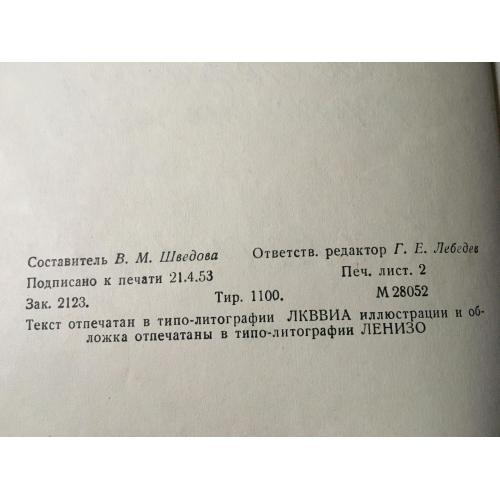 Составитель В. М. Шведова Ответств. редактор Г. Е. Лебедев
Подписано к печати 21.4.53 Печ. лист. 2
Зак. 2123. Тир. 1100. М 28052
Текст отпечатан в типо-литографии ЛКВВИА иллюстрации и об-
ложка отпечатаны в типо-литографии ЛЕНИЗО